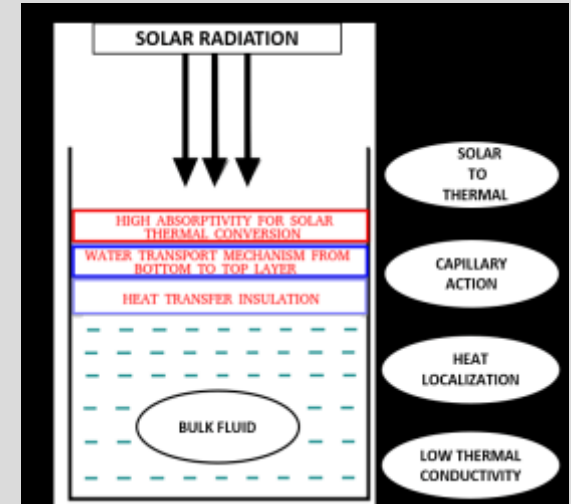 SOLAR RADIATION
SOLAR
TO
THERMAL
HIGH ABSORPTIVITY FOR SOLAR
THERMAL CONVERSION
WATER TRANSPORT MECHANISM FROM
BOTTOM TO TOP LAYER
CAPILLARY
ACTION
HEAT TRANSFER INSULATION
HEAT
LOCALIZATION
BULK FLUID
LOW THERMAL
CONDUCTIVITY